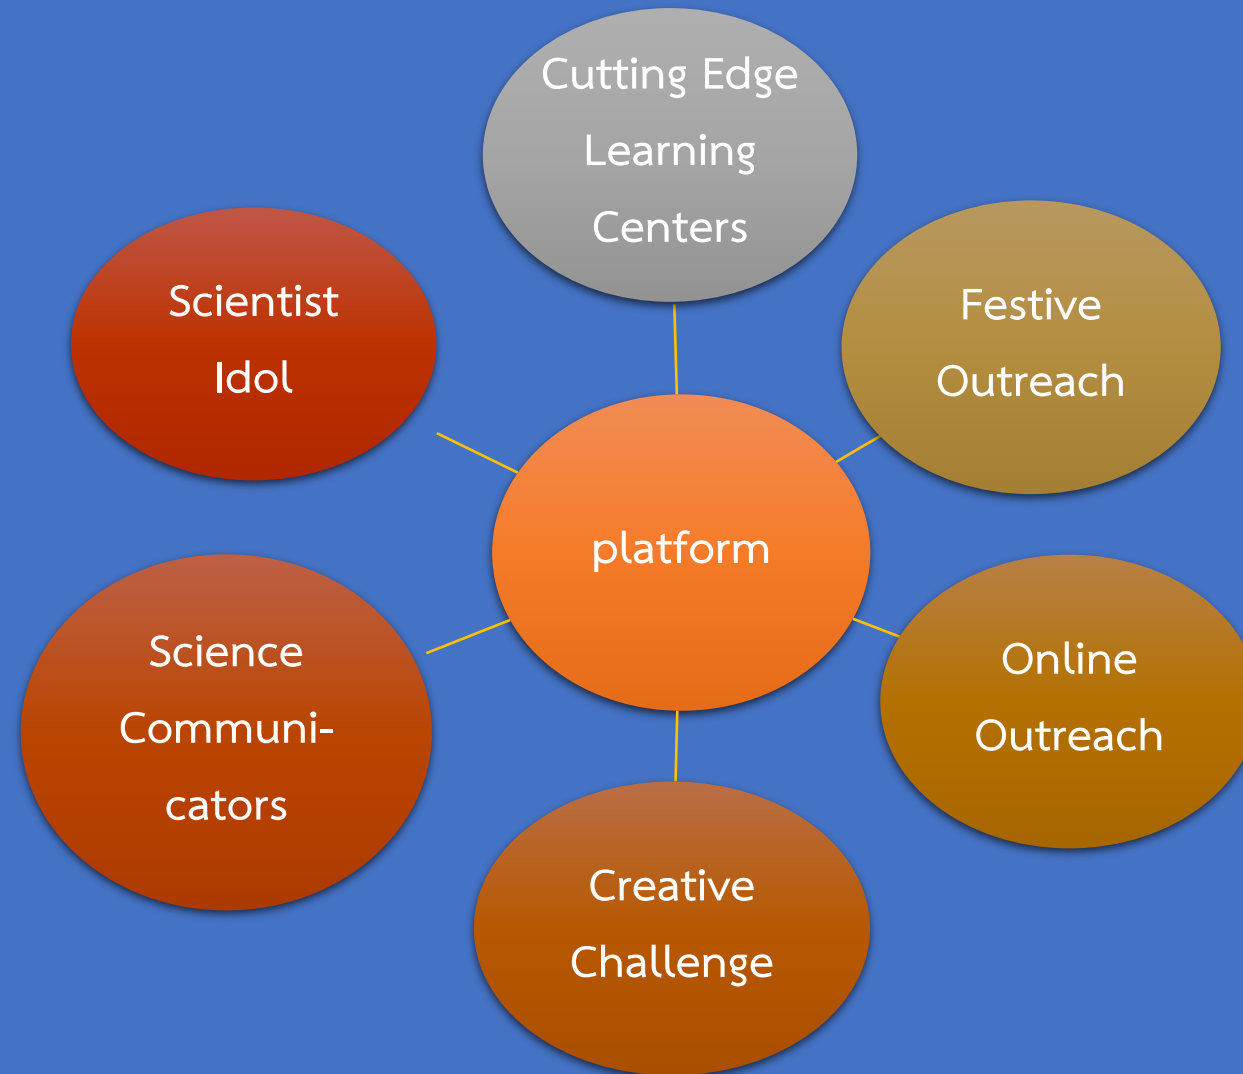 Cutting Edge
Learning
Centers
Scientist
Idol
Festive
Outreach
platform
Science
Communi-
cators
Online
Outreach
Creative
Challenge